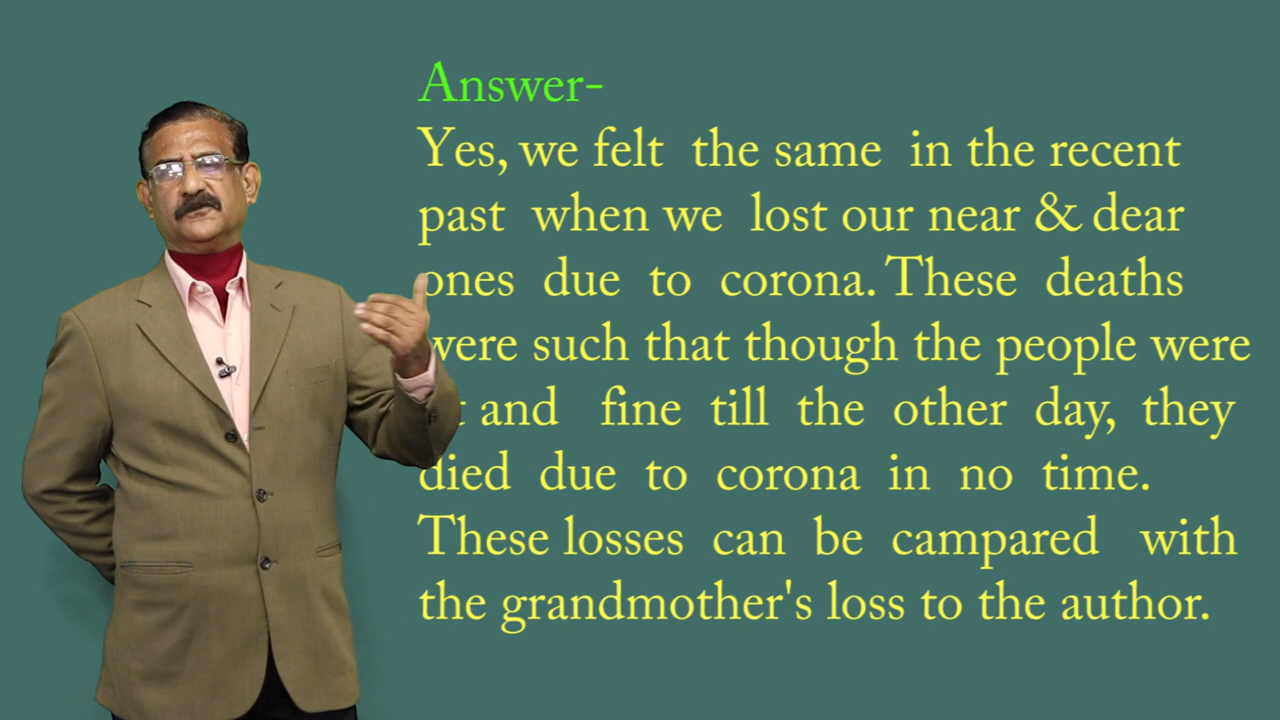 Answer-
Yes, we felt the same in the recent
past when we lost our near & dear
ones due to corona. These deaths
were such that though the people were
and fine till the other day, they
died due to corona in no time.
These losses can be campared with
the grandmother's loss to the author.